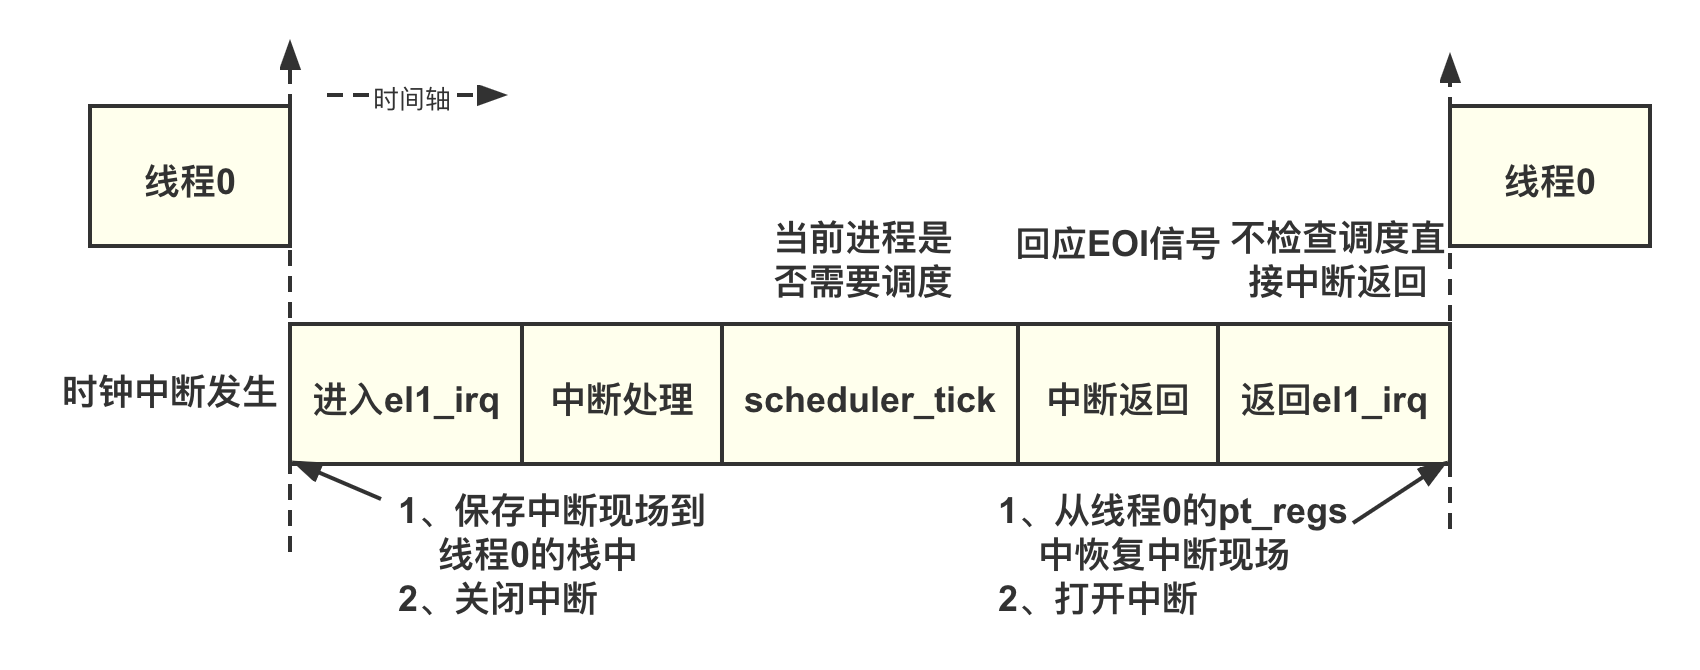 时间轴
线程0
线程0
当前进程是
否需要调度
回应EOI信号
不检查调度直
接中断返回
时钟中断发生
进入el1_irq
中断处理
scheduler_tick
中断返回
返回el1_irq
1、保存中断现场到
线程0的栈中
2、关闭中断
1、从线程0的pt_regs
中恢复中断现场
2、打开中断